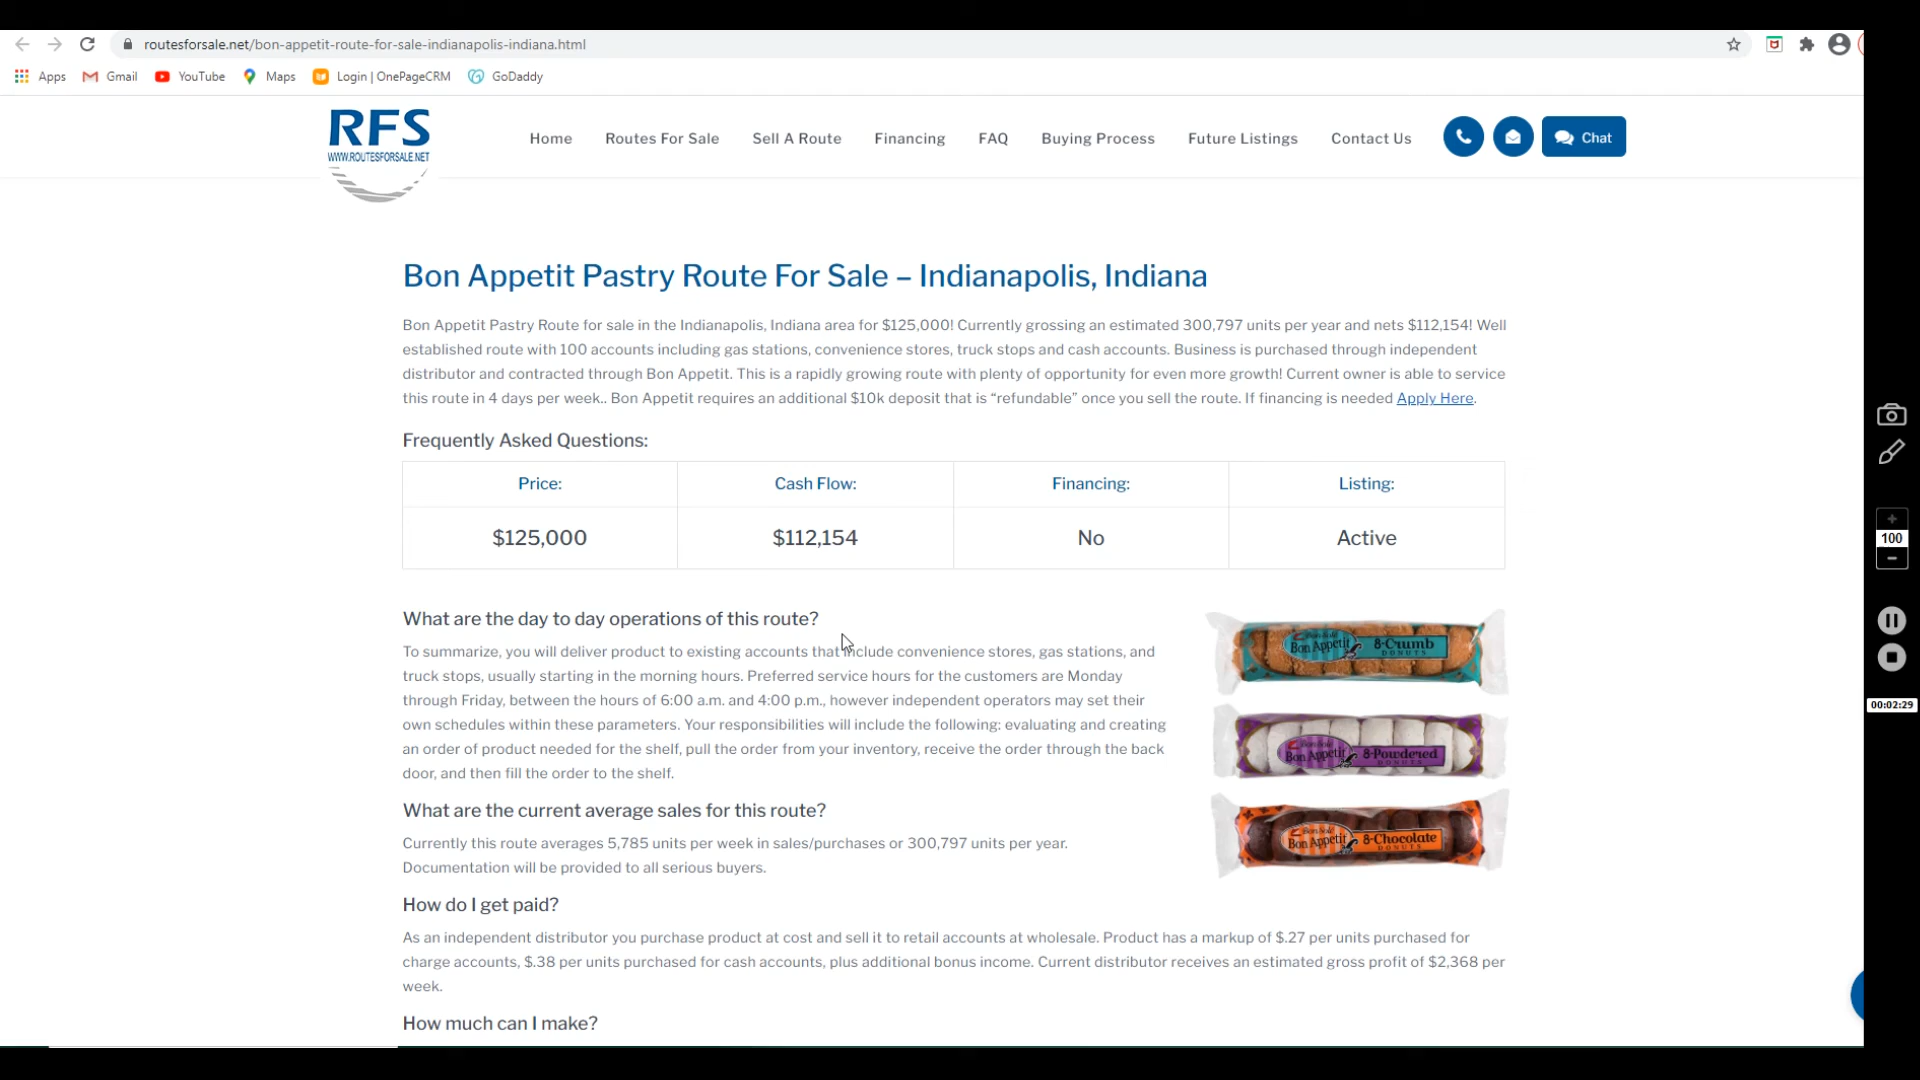 routesforsale.net/bon-appetit-route-for-sale-indianapolis-indiana.html
Apps Gmail YouTube Maps Login | OnePageCRM GoDaddy
RFS
WWW.ROUTESFORSALE.NET
Home Routes For Sale Sell A Route Financing FAQ Buying Process Future Listings Contact Us Chat
Bon Appetit Pastry Route For Sale – Indianapolis, Indiana
Bon Appetit Pastry Route for sale in the Indianapolis, Indiana area for $125,000! Currently grossing an estimated 300,797 units per year and nets $112,154! Well
established route with 100 accounts including gas stations, convenience stores, truck stops and cash accounts. Business is purchased through independent
distributor and contracted through Bon Appetit. This is a rapidly growing route with plenty of opportunity for even more growth! Current owner is able to service
this route in 4 days per week.. Bon Appetit requires an additional $10k deposit that is “refundable” once you sell the route. If financing is needed Apply Here.
Frequently Asked Questions:
Price: Cash Flow: Financing: Listing:
$125,000 $112,154 No Active
What are the day to day operations of this route?
To summarize, you will deliver product to existing accounts that include convenience stores, gas stations, and
truck stops, usually starting in the morning hours. Preferred service hours for the customers are Monday
through Friday, between the hours of 6:00 a.m. and 4:00 p.m., however independent operators may set their
own schedules within these parameters. Your responsibilities will include the following: evaluating and creating
an order of product needed for the shelf, pull the order from your inventory, receive the order through the back
door, and then fill the order to the shelf.
Bon Appetit 8-Crumb
DONUTS
Bon Appetit 8-Powdered
DONUTS
Bon Appetit 8-Chocolate
DONUTS
What are the current average sales for this route?
Currently this route averages 5,785 units per week in sales/purchases or 300,797 units per year.
Documentation will be provided to all serious buyers.
How do I get paid?
As an independent distributor you purchase product at cost and sell it to retail accounts at wholesale. Product has a markup of $.27 per units purchased for
charge accounts, $.38 per units purchased for cash accounts, plus additional bonus income. Current distributor receives an estimated gross profit of $2,368 per
week.
How much can I make?
100
00:02:29